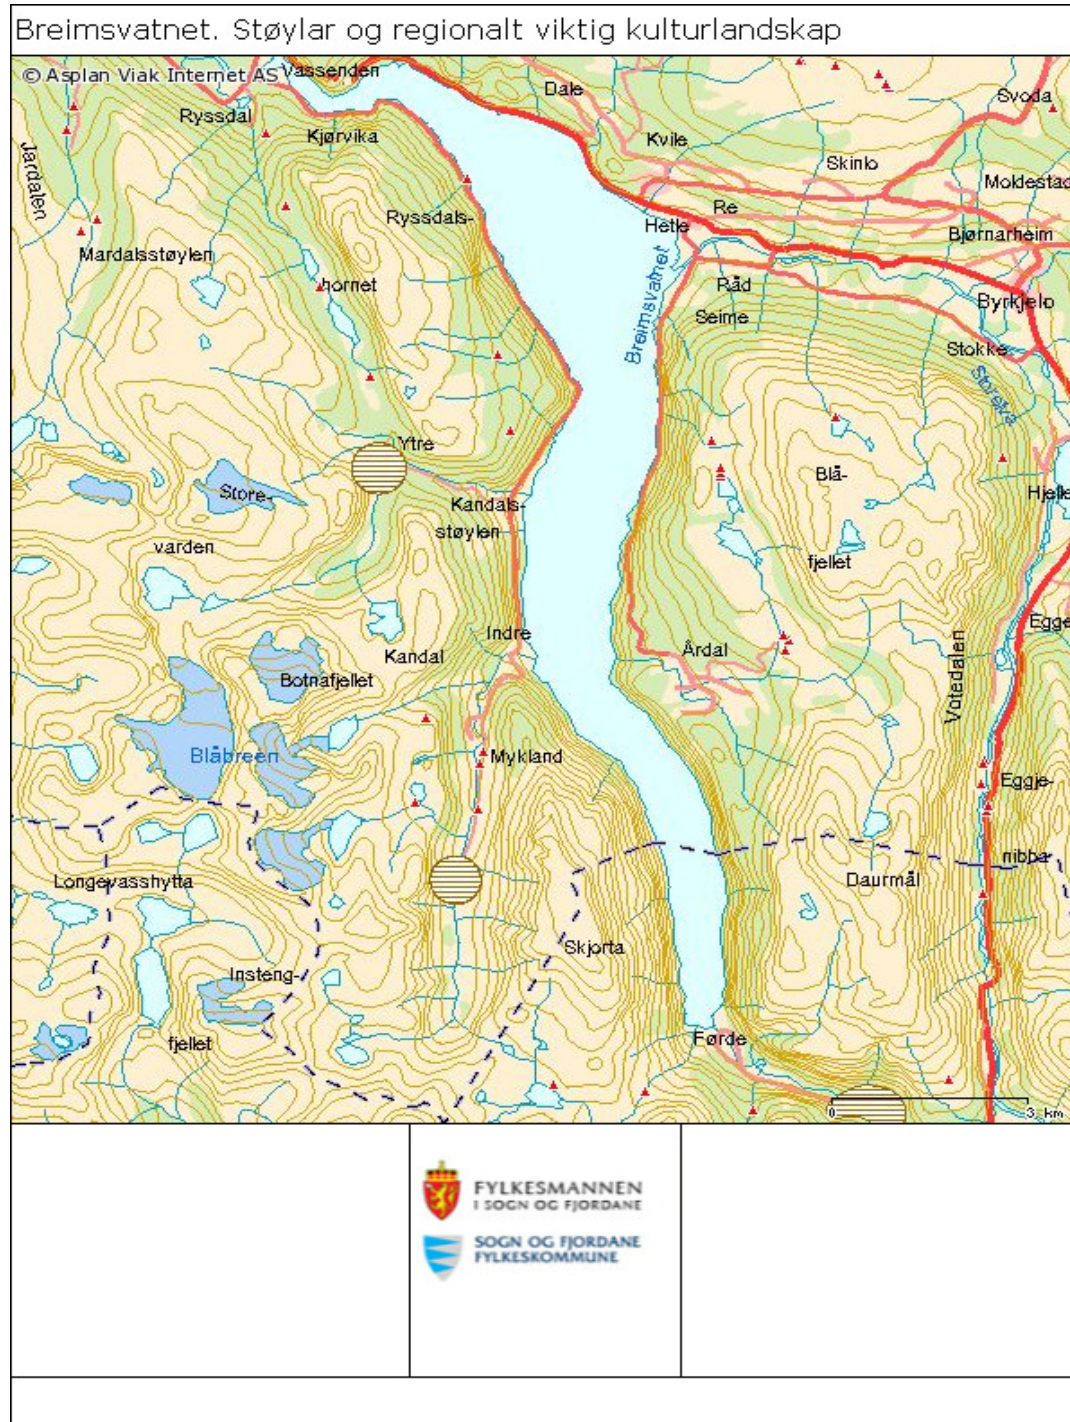 Breimsvatnet. Støylar og regionalt viktig kulturlandskap
© Asplan Viak Internet AS
Vassenden
Dale
Svoda
Ryssdal
Kjørvika
Kvile
Skinlo
Moldestad
Jardalen
Ryssdals-
Re
Hetle
Bjørnarheim
Mardalsstøylen
hornet
Råd
Byrkjelo
Breimsvatnet
Seime
Stokke
Storelva
Ytre
Blå-
Store-
Kandals-
Hjelle
støylen
varden
fjellet
Indre
Egge
Kandal
Årdal
Botnafjellet
Votedalen
Blåbreen
Mykland
Eggje-
nibba
Longevasshytta
Daurmål
Skjorta
Insteng-
fjellet
Førde
0 3 km
FYLKESMANNEN
I SOGN OG FJORDANE
SOGN OG FJORDANE
FYLKESKOMMUNE